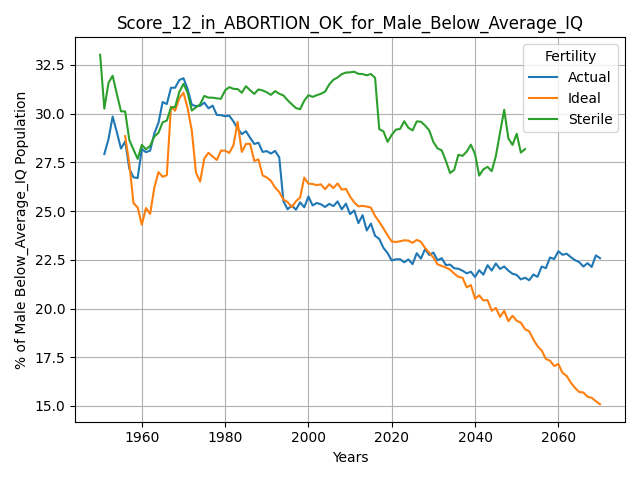 Score_12_in_ABORTION_OK_for_Male_Below_Average_IQ
% of Male Below_Average_IQ Population
32.5
30.0
27.5
25.0
22.5
20.0
17.5
15.0
Fertility
Actual
Ideal
Sterile
1960
1980
2000
2020
2040
2060
Years